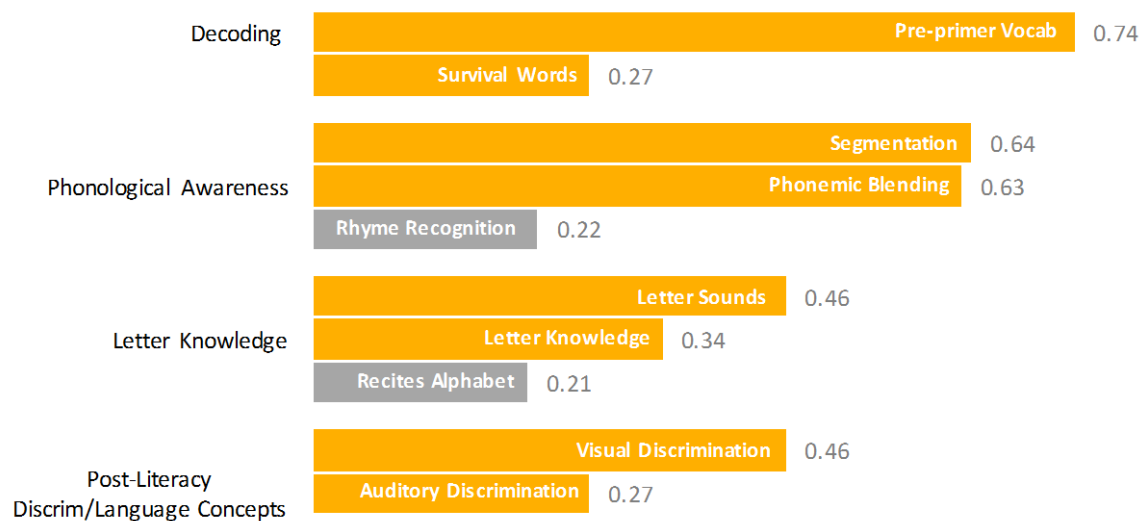 Decoding
Pre-primer Vocab 0.74
Survival Words 0.27
Segmentation 0.64
Phonological Awareness
Phonemic Blending 0.63
Rhyme Recognition 0.22
Letter Sounds 0.46
Letter Knowledge
Letter Knowledge 0.34
Recites Alphabet 0.21
Visual Discrimination 0.46
Post-Literacy
Discrim/Language Concepts
Auditory Discrimination 0.27